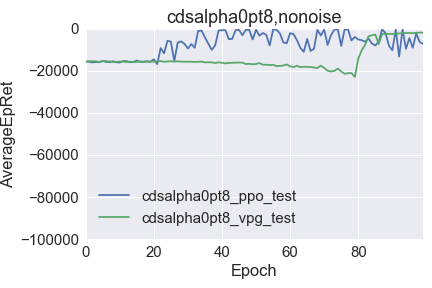 cdsalpha0pt8,nonoise
AverageEpRet
0
−20000
−40000
−60000
−80000
−100000
cdsalpha0pt8_ppo_test
cdsalpha0pt8_vpg_test
0 20 40 60 80
Epoch